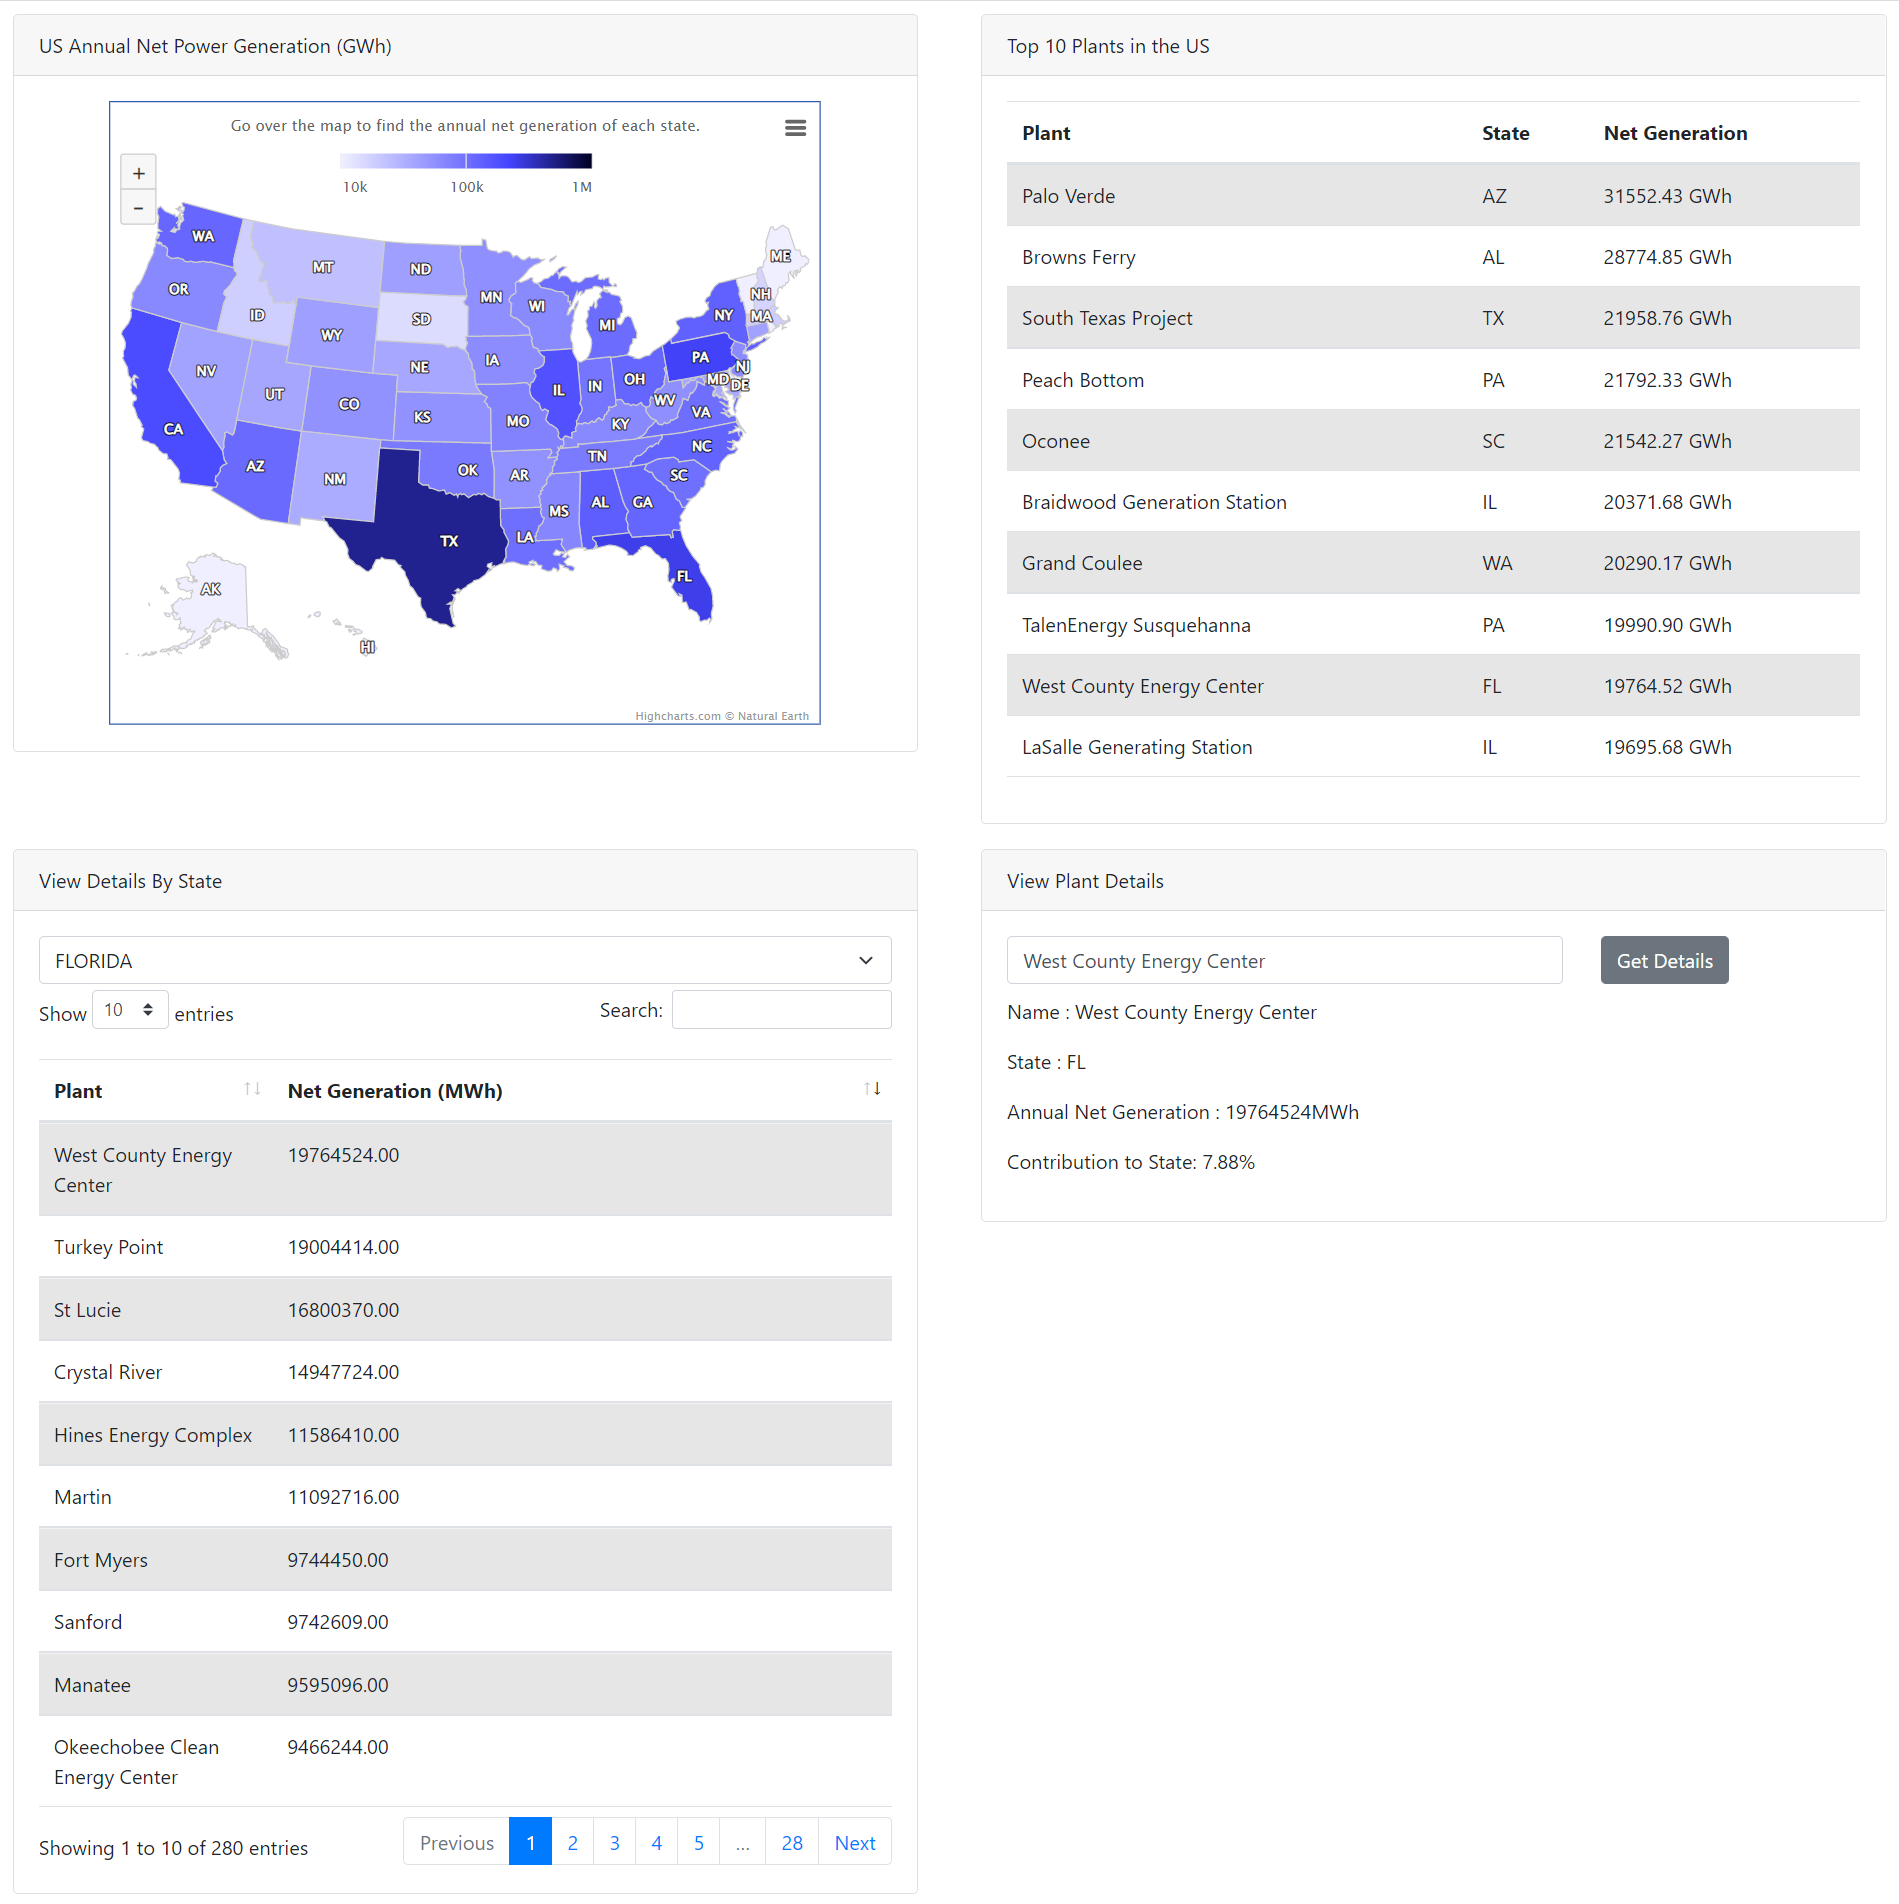 US Annual Net Power Generation (GWh)
Go over the map to find the annual net generation of each state.
10k 100k 1M
+
−
WA
MT
ND
ME
OR
ID
SD
MN
WI
NH
NY
MA
MI
WY
NV
NE
IA
PA
NJ
UT
CO
IL
IN
OH
MD
DE
CA
KS
MO
WV
KY
VA
AZ
NM
OK
AR
TN
NC
SC
MS
AL
GA
TX
LA
FL
AK
HI
Highcharts.com © Natural Earth
Top 10 Plants in the US
Plant State Net Generation
Palo Verde AZ 31552.43 GWh
Browns Ferry AL 28774.85 GWh
South Texas Project TX 21958.76 GWh
Peach Bottom PA 21792.33 GWh
Oconee SC 21542.27 GWh
Braidwood Generation Station IL 20371.68 GWh
Grand Coulee WA 20290.17 GWh
TalenEnergy Susquehanna PA 19990.90 GWh
West County Energy Center FL 19764.52 GWh
LaSalle Generating Station IL 19695.68 GWh
View Details By State
FLORIDA
Show 10 entries Search:
Plant Net Generation (MWh)
West County Energy
Center 19764524.00
Turkey Point 19004414.00
St Lucie 16800370.00
Crystal River 14947724.00
Hines Energy Complex 11586410.00
Martin 11092716.00
Fort Myers 9744450.00
Sanford 9742609.00
Manatee 9595096.00
Okeechobee Clean
Energy Center 9466244.00
Showing 1 to 10 of 280 entries Previous 1 2 3 4 5 ... 28 Next
View Plant Details
West County Energy Center Get Details
Name : West County Energy Center
State : FL
Annual Net Generation : 19764524MWh
Contribution to State: 7.88%